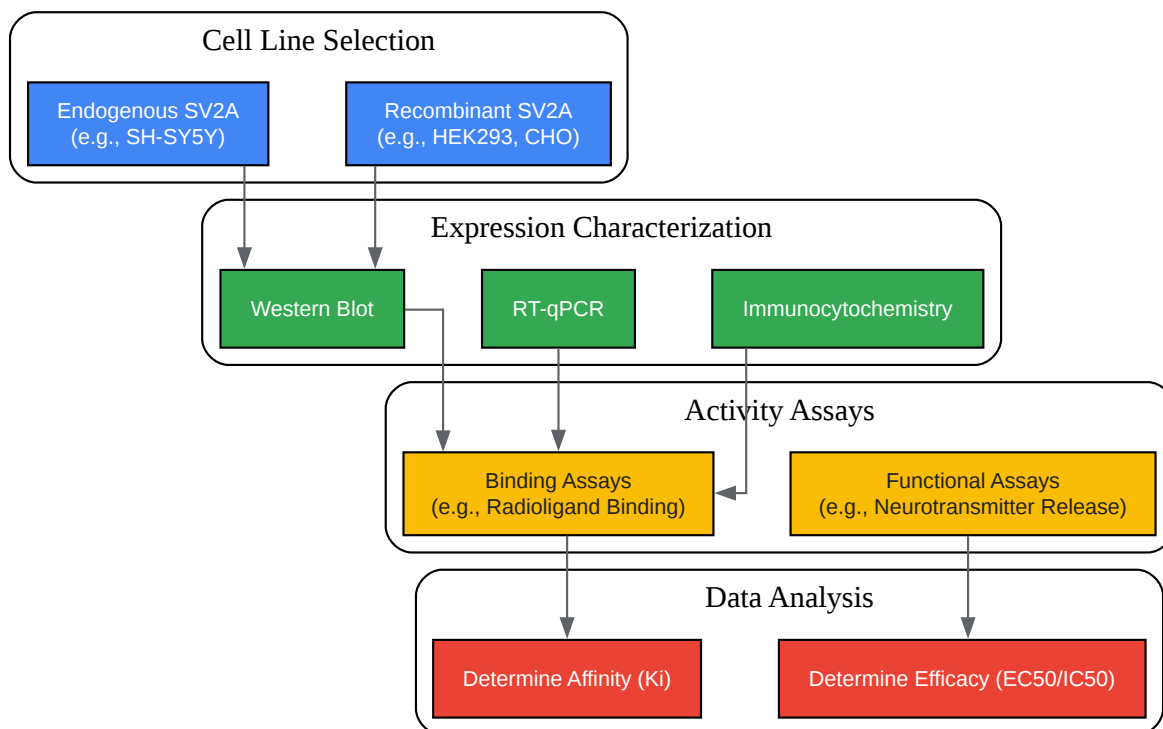 Cell Line Selection
Endogenous SV2A
(e.g., SH-SY5Y)
Recombinant SV2A
(e.g., HEK293, CHO)
Expression Characterization
Western Blot
RT-qPCR
Immunocytochemistry
Activity Assays
Binding Assays
(e.g., Radioligand Binding)
Functional Assays
(e.g., Neurotransmitter Release)
Data Analysis
Determine Affinity (Ki)
Determine Efficacy (EC50/IC50)